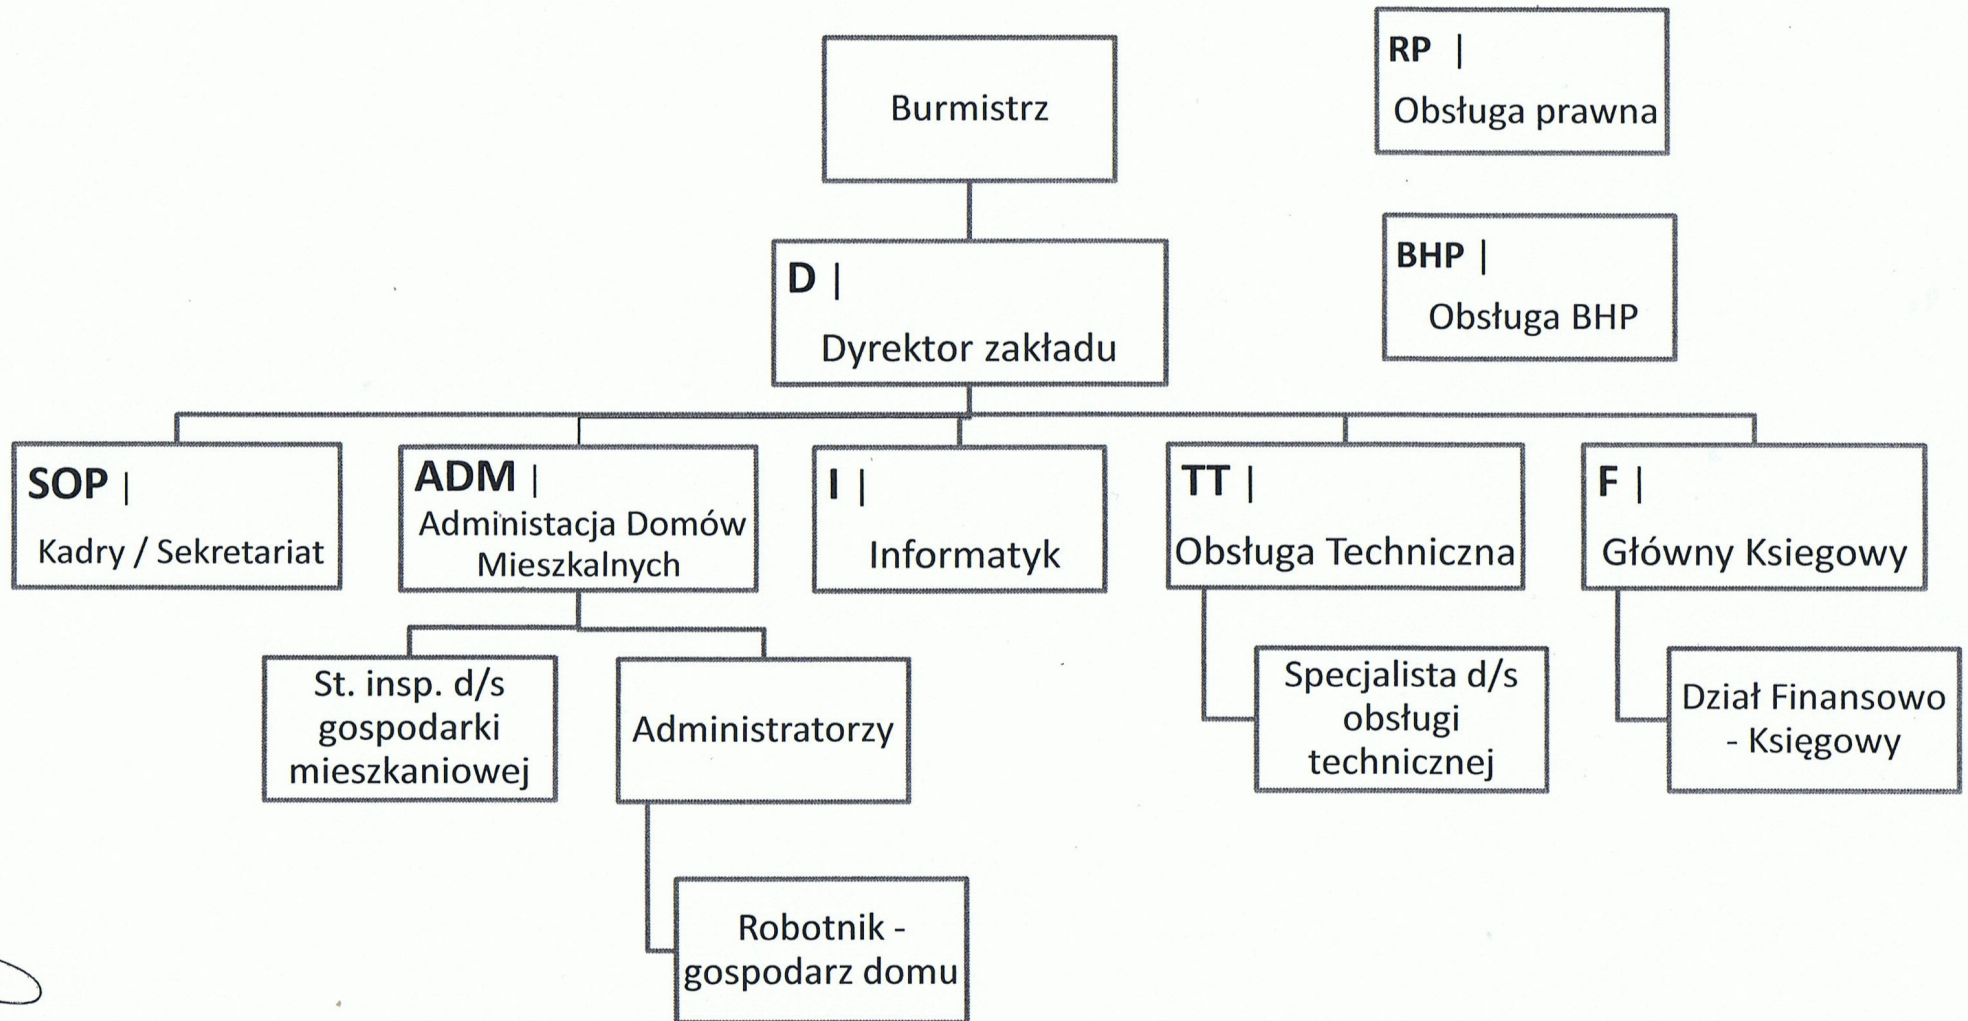 Burmistrz
RP |
Obsługa prawna
BHP |
Obsługa BHP
D |
Dyrektor zakładu
SOP |
Kadry / Sekretariat
ADM |
Administacja Domów
Mieszkalnych
I |
Informatyk
TT |
Obsługa Techniczna
F |
Główny Ksiegowy
St. insp. d/s
gospodarki
mieszkaniowej
Administratorzy
Specjalista d/s
obsługi
technicznej
Dział Finansowo
- Księgowy
Robotnik -
gospodarz domu